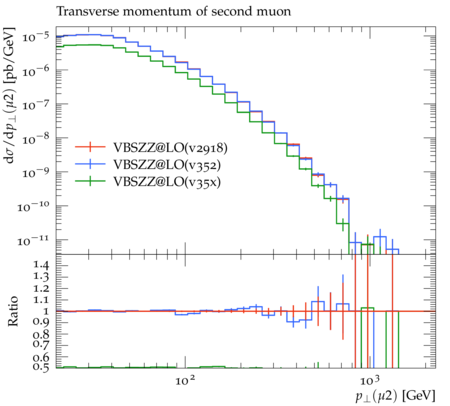 Transverse momentum of second muon
dσ/dp⊥(μ2) [pb/GeV]
10⁻⁵
10⁻⁶
10⁻⁷
10⁻⁸
10⁻⁹
10⁻¹⁰
10⁻¹¹
VBSZZ@LO(v2918)
VBSZZ@LO(v352)
VBSZZ@LO(v35x)
Ratio
1.4
1.3
1.2
1.1
1
0.9
0.8
0.7
0.6
0.5
10²
10³
p⊥(μ2) [GeV]